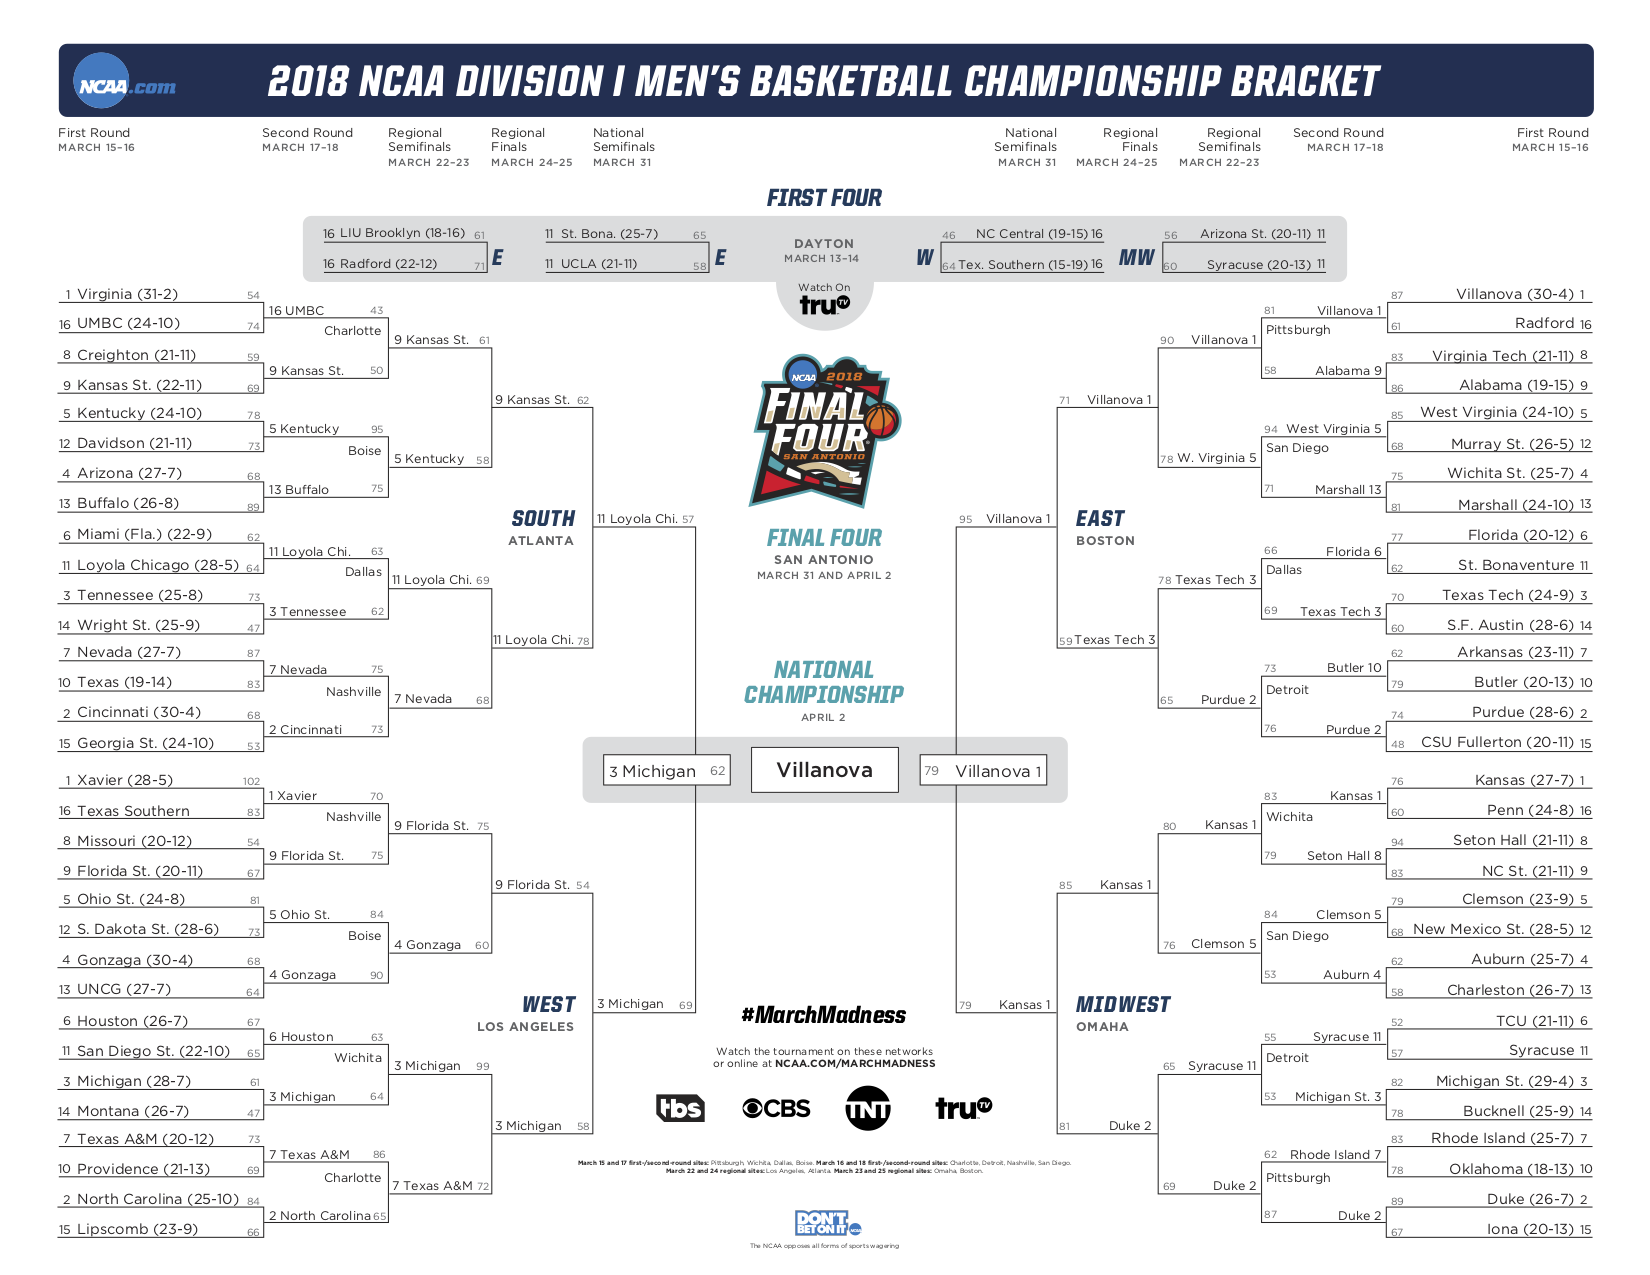 NCAA.com
2018 NCAA DIVISION I MEN'S BASKETBALL CHAMPIONSHIP BRACKET
First Round
MARCH 15–16
Second Round
MARCH 17–18
Regional
Semifinals
MARCH 22–23
Regional
Finals
MARCH 24–25
National
Semifinals
MARCH 31
National
Semifinals
MARCH 31
Regional
Finals
MARCH 24–25
Regional
Semifinals
MARCH 22–23
Second Round
MARCH 17–18
First Round
MARCH 15–16
FIRST FOUR
16 LIU Brooklyn (18-16) 61
16 Radford (22-12) 71
E
11 St. Bona. (25-7) 65
11 UCLA (21-11) 58
E
DAYTON
MARCH 13–14
Watch On
truTV
W
46 NC Central (19-15) 16
64 Tex. Southern (15-19) 16
MW
56 Arizona St. (20-11) 11
60 Syracuse (20-13) 11
1 Virginia (31-2) 54
16 UMBC (24-10) 74
8 Creighton (21-11) 59
9 Kansas St. (22-11) 69
5 Kentucky (24-10) 78
12 Davidson (21-11) 73
4 Arizona (27-7) 68
13 Buffalo (26-8) 89
6 Miami (Fla.) (22-9) 62
11 Loyola Chicago (28-5) 64
3 Tennessee (25-8) 73
14 Wright St. (25-9) 47
7 Nevada (27-7) 87
10 Texas (19-14) 83
2 Cincinnati (30-4) 68
15 Georgia St. (24-10) 53
16 UMBC 43
Charlotte
9 Kansas St. 50
5 Kentucky 95
Boise
13 Buffalo 75
11 Loyola Chi. 63
Dallas
3 Tennessee 62
7 Nevada 75
Nashville
2 Cincinnati 73
9 Kansas St. 61
5 Kentucky 58
11 Loyola Chi. 69
7 Nevada 68
9 Kansas St. 62
11 Loyola Chi. 78
SOUTH
ATLANTA
11 Loyola Chi. 57
1 Xavier (28-5) 102
16 Texas Southern 83
8 Missouri (20-12) 54
9 Florida St. (20-11) 67
5 Ohio St. (24-8) 81
12 S. Dakota St. (28-6) 73
4 Gonzaga (30-4) 68
13 UNCG (27-7) 64
6 Houston (26-7) 67
11 San Diego St. (22-10) 65
3 Michigan (28-7) 61
14 Montana (26-7) 47
7 Texas A&M (20-12) 73
10 Providence (21-13) 69
2 North Carolina (25-10) 84
15 Lipscomb (23-9) 66
1 Xavier 70
Nashville
9 Florida St. 75
5 Ohio St. 84
Boise
4 Gonzaga 90
6 Houston 63
Wichita
3 Michigan 64
7 Texas A&M 86
Charlotte
2 North Carolina 65
9 Florida St. 75
4 Gonzaga 60
3 Michigan 99
7 Texas A&M 72
9 Florida St. 54
3 Michigan 58
WEST
LOS ANGELES
3 Michigan 69
NCAA 2018
FINAL
FOUR
SAN ANTONIO
FINAL FOUR
SAN ANTONIO
MARCH 31 AND APRIL 2
NATIONAL
CHAMPIONSHIP
APRIL 2
3 Michigan 62
Villanova
79 Villanova 1
87 Villanova (30-4) 1
61 Radford 16
83 Virginia Tech (21-11) 8
86 Alabama (19-15) 9
85 West Virginia (24-10) 5
68 Murray St. (26-5) 12
75 Wichita St. (25-7) 4
81 Marshall (24-10) 13
77 Florida (20-12) 6
62 St. Bonaventure 11
70 Texas Tech (24-9) 3
60 S.F. Austin (28-6) 14
62 Arkansas (23-11) 7
79 Butler (20-13) 10
74 Purdue (28-6) 2
48 CSU Fullerton (20-11) 15
81 Villanova 1
Pittsburgh
58 Alabama 9
94 West Virginia 5
San Diego
71 Marshall 13
66 Florida 6
Dallas
69 Texas Tech 3
73 Butler 10
Detroit
76 Purdue 2
90 Villanova 1
78 W. Virginia 5
78 Texas Tech 3
65 Purdue 2
71 Villanova 1
59 Texas Tech 3
95 Villanova 1
EAST
BOSTON
76 Kansas (27-7) 1
60 Penn (24-8) 16
94 Seton Hall (21-11) 8
83 NC St. (21-11) 9
79 Clemson (23-9) 5
68 New Mexico St. (28-5) 12
62 Auburn (25-7) 4
58 Charleston (26-7) 13
52 TCU (21-11) 6
57 Syracuse 11
82 Michigan St. (29-4) 3
78 Bucknell (25-9) 14
83 Rhode Island (25-7) 7
78 Oklahoma (18-13) 10
89 Duke (26-7) 2
67 Iona (20-13) 15
83 Kansas 1
Wichita
79 Seton Hall 8
84 Clemson 5
San Diego
53 Auburn 4
55 Syracuse 11
Detroit
53 Michigan St. 3
62 Rhode Island 7
Pittsburgh
87 Duke 2
80 Kansas 1
76 Clemson 5
65 Syracuse 11
69 Duke 2
85 Kansas 1
81 Duke 2
79 Kansas 1
MIDWEST
OMAHA
#MarchMadness
Watch the tournament on these networks
or online at NCAA.COM/MARCHMADNESS
tbs CBS TNT truTV
March 15 and 17 first-/second-round sites: Pittsburgh, Wichita, Dallas, Boise. March 16 and 18 first-/second-round sites: Charlotte, Detroit, Nashville, San Diego.
March 22 and 24 regional sites: Los Angeles, Atlanta. March 23 and 25 regional sites: Omaha, Boston.
DON'T
BET ON IT NCAA
The NCAA opposes all forms of sports wagering